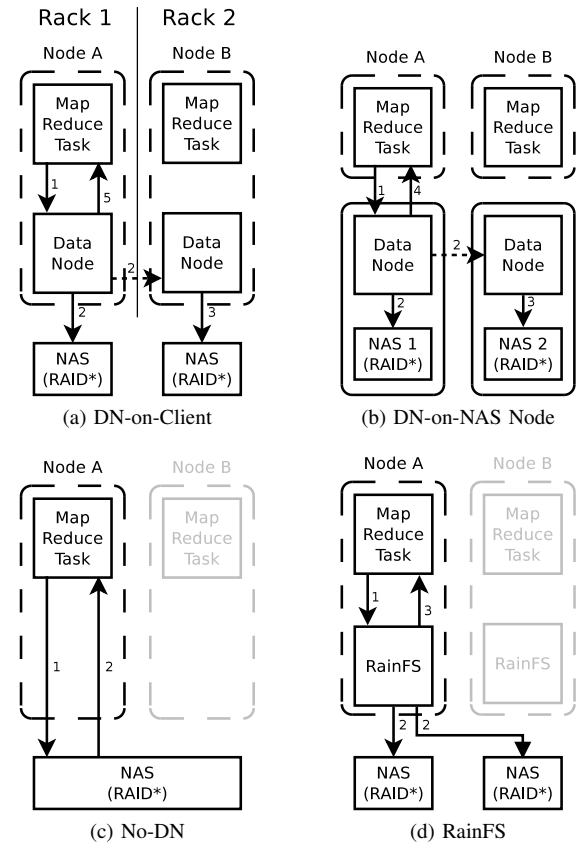 Rack 1
Rack 2
Node A
Node B
Map
Reduce
Task
Map
Reduce
Task
1
5
Data
Node
Data
Node
2
2
3
NAS
(RAID*)
NAS
(RAID*)
(a) DN-on-Client
Node A
Node B
Map
Reduce
Task
Map
Reduce
Task
1
4
Data
Node
Data
Node
2
2
3
NAS 1
(RAID*)
NAS 2
(RAID*)
(b) DN-on-NAS Node
Node A
Node B
Map
Reduce
Task
Map
Reduce
Task
1
2
NAS
(RAID*)
(c) No-DN
Node A
Node B
Map
Reduce
Task
Map
Reduce
Task
1
3
RainFS
RainFS
2
2
NAS
(RAID*)
NAS
(RAID*)
(d) RainFS